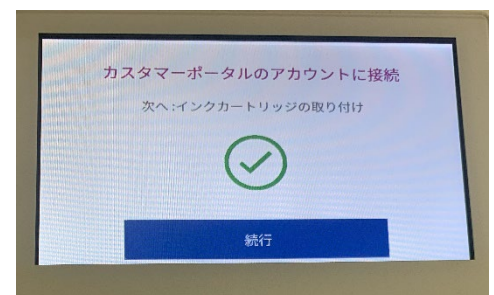 カスタマーポータルのアカウントに接続
次へ:インクカートリッジの取り付け
続行